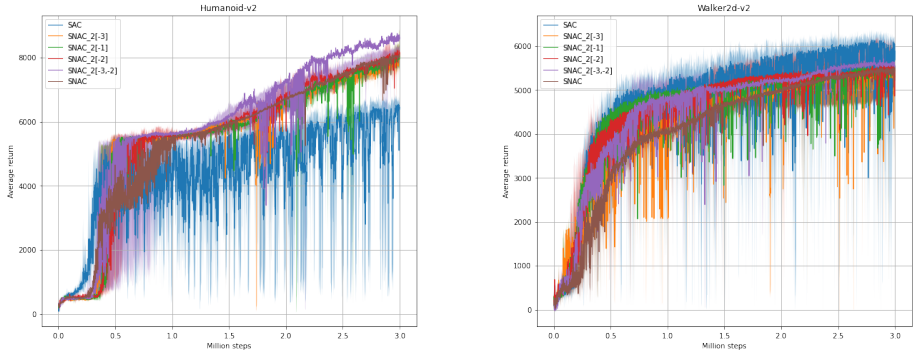 Humanoid-v2
SAC
SNAC_2[-3]
SNAC_2[-1]
SNAC_2[-2]
SNAC_2[-3,-2]
SNAC
8000
6000
4000
2000
0
Average return
0.0 0.5 1.0 1.5 2.0 2.5 3.0
Million steps
Walker2d-v2
SAC
SNAC_2[-3]
SNAC_2[-1]
SNAC_2[-2]
SNAC_2[-3,-2]
SNAC
6000
5000
4000
3000
2000
1000
0
Average return
0.0 0.5 1.0 1.5 2.0 2.5 3.0
Million steps